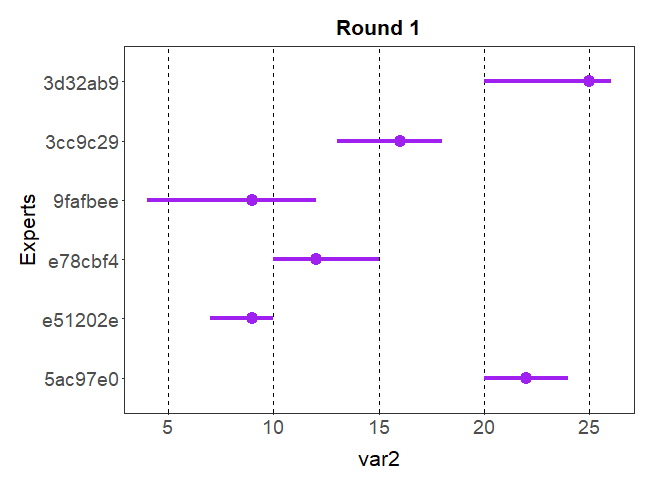 Round 1
Experts
3d32ab9
3cc9c29
9fafbee
e78cbf4
e51202e
5ac97e0
5 10 15 20 25
var2